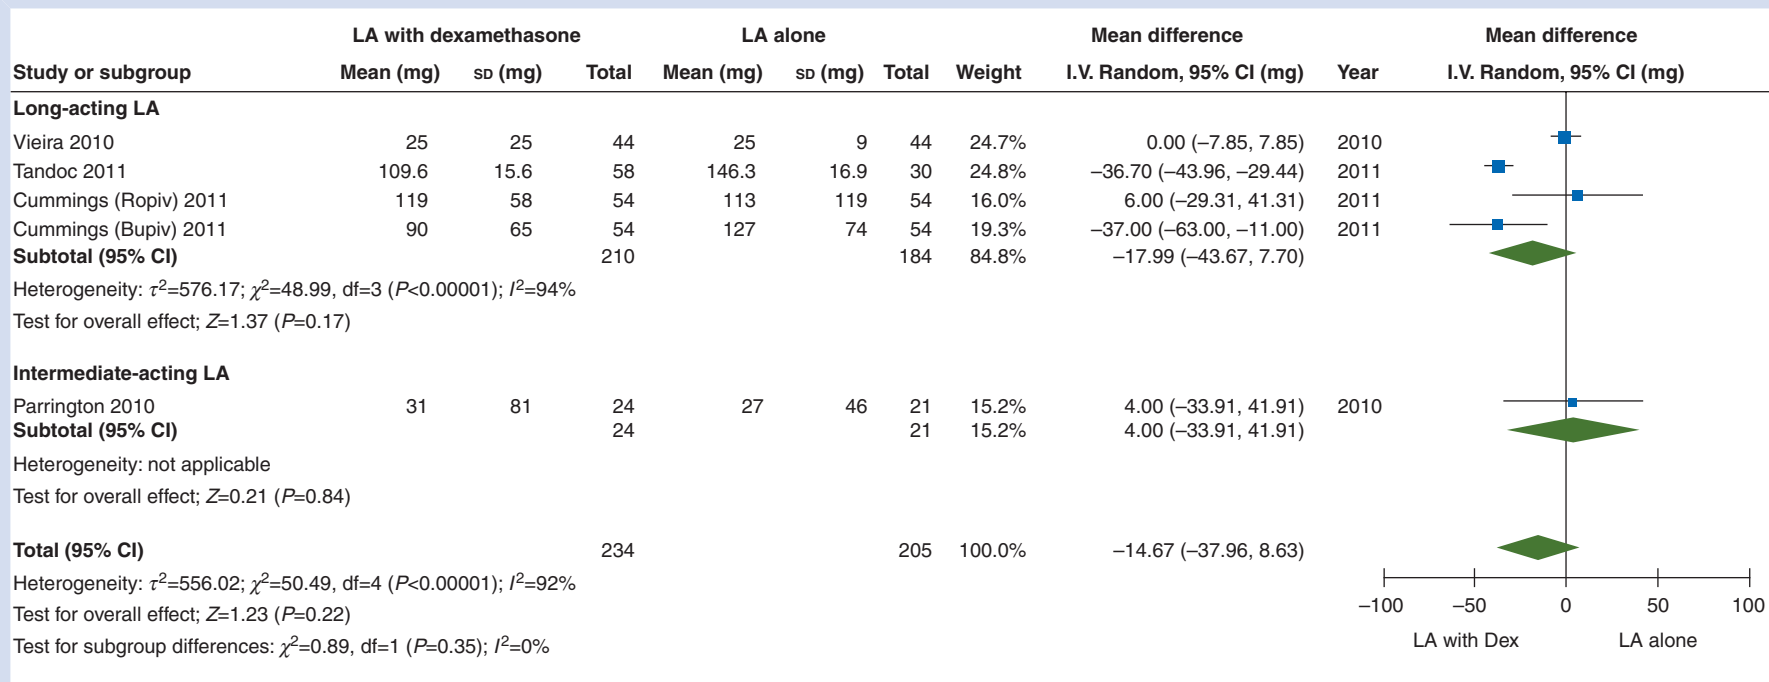 LA with dexamethasone LA alone Mean difference Mean difference
Study or subgroup Mean (mg) SD (mg) Total Mean (mg) SD (mg) Total Weight I.V. Random, 95% CI (mg) Year I.V. Random, 95% CI (mg)
Long-acting LA
Vieira 2010 25 25 44 25 9 44 24.7% 0.00 (–7.85, 7.85) 2010
Tandoc 2011 109.6 15.6 58 146.3 16.9 30 24.8% –36.70 (–43.96, –29.44) 2011
Cummings (Ropiv) 2011 119 58 54 113 119 54 16.0% 6.00 (–29.31, 41.31) 2011
Cummings (Bupiv) 2011 90 65 54 127 74 54 19.3% –37.00 (–63.00, –11.00) 2011
Subtotal (95% CI) 210 184 84.8% –17.99 (–43.67, 7.70)
Heterogeneity: τ²=576.17; χ²=48.99, df=3 (P<0.00001); I²=94%
Test for overall effect; Z=1.37 (P=0.17)
Intermediate-acting LA
Parrington 2010 31 81 24 27 46 21 15.2% 4.00 (–33.91, 41.91) 2010
Subtotal (95% CI) 24 21 15.2% 4.00 (–33.91, 41.91)
Heterogeneity: not applicable
Test for overall effect; Z=0.21 (P=0.84)
Total (95% CI) 234 205 100.0% –14.67 (–37.96, 8.63)
Heterogeneity: τ²=556.02; χ²=50.49, df=4 (P<0.00001); I²=92%
Test for overall effect; Z=1.23 (P=0.22)
Test for subgroup differences: χ²=0.89, df=1 (P=0.35); I²=0%
–100 –50 0 50 100
LA with Dex LA alone